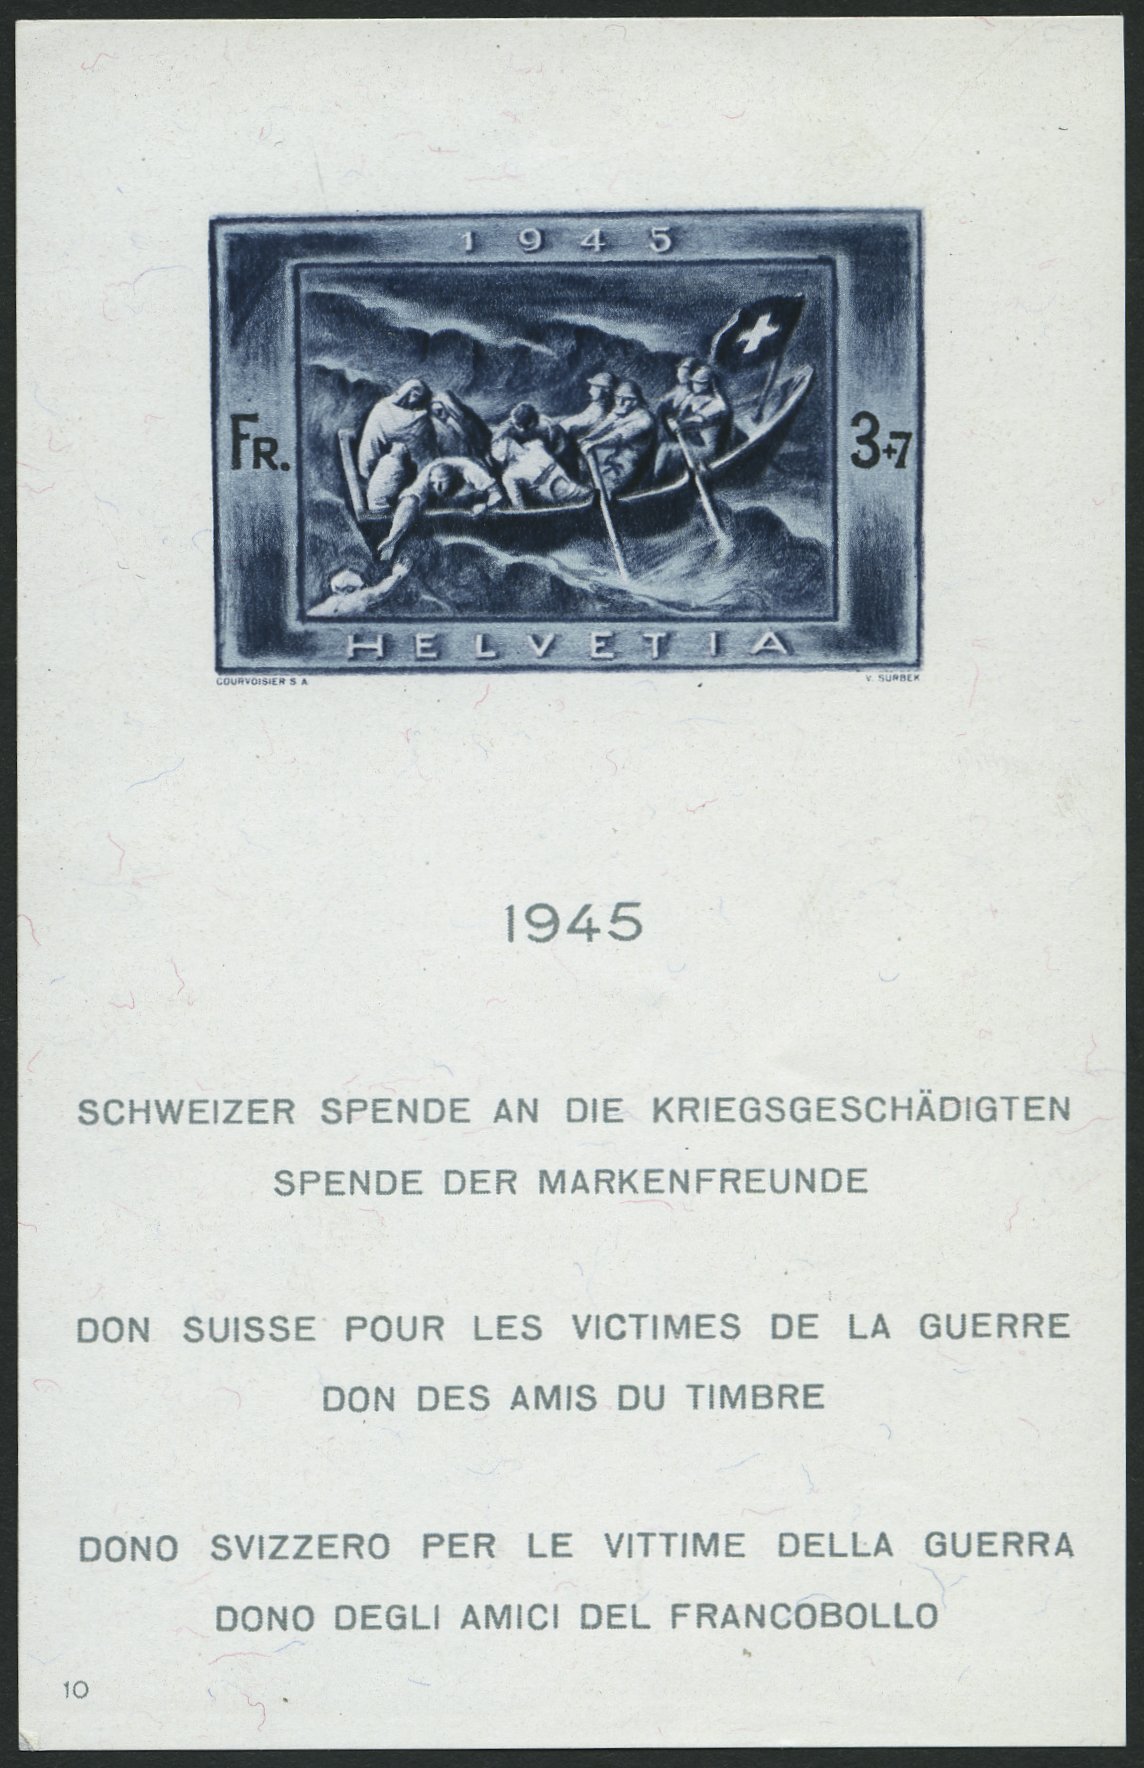 1945
FR. 3+7
HELVETIA
COURVOISIER S A V. SURBEK
1945
SCHWEIZER SPENDE AN DIE KRIEGSGESCHÄDIGTEN
SPENDE DER MARKENFREUNDE
DON SUISSE POUR LES VICTIMES DE LA GUERRE
DON DES AMIS DU TIMBRE
DONO SVIZZERO PER LE VITTIME DELLA GUERRA
DONO DEGLI AMICI DEL FRANCOBOLLO
10